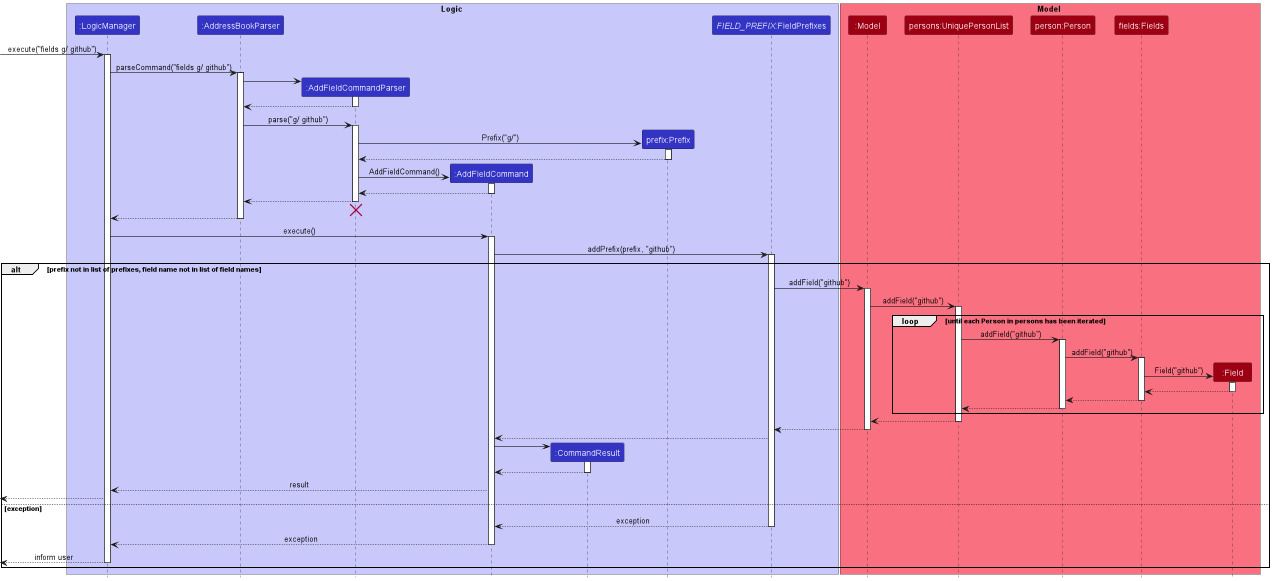 Logic
Model
:LogicManager
:AddressBookParser
FIELD_PREFIX:FieldPrefixes
:Model
persons:UniquePersonList
person:Person
fields:Fields
execute("fields g/ github")
parseCommand("fields g/ github")
:AddFieldCommandParser
parse("g/ github")
Prefix("g/")
prefix:Prefix
AddFieldCommand()
:AddFieldCommand
execute()
addPrefix(prefix, "github")
alt
[prefix not in list of prefixes, field name not in list of field names]
addField("github")
addField("github")
loop
[until each Person in persons has been iterated]
addField("github")
addField("github")
Field("github")
:Field
:CommandResult
result
[exception]
exception
exception
inform user